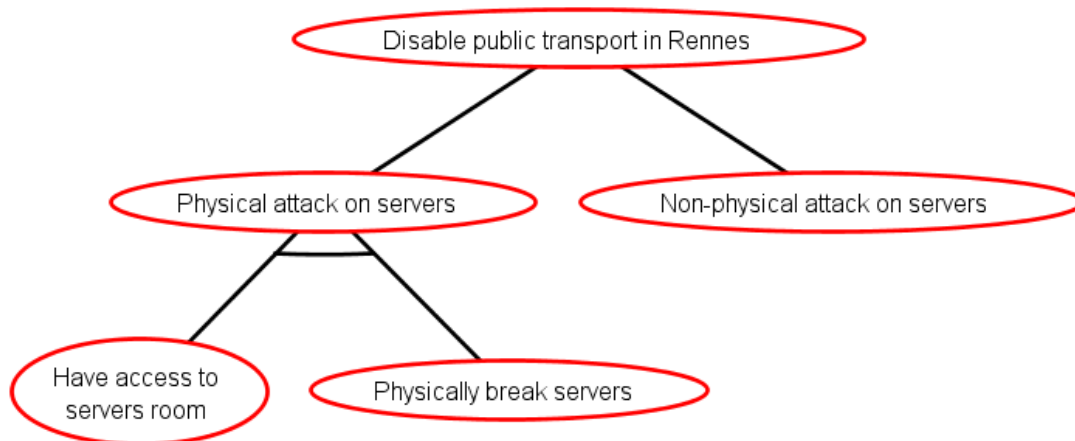 Disable public transport in Rennes
Physical attack on servers
Non-physical attack on servers
Have access to
servers room
Physically break servers